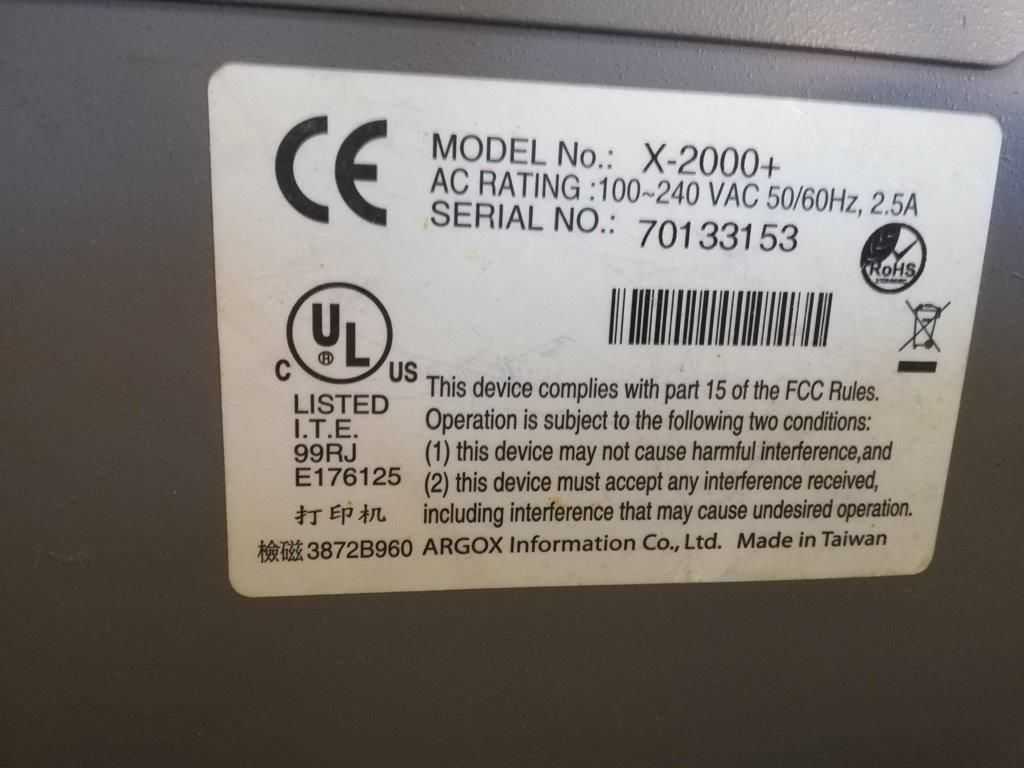 CE
MODEL No.: X-2000+
AC RATING :100~240 VAC 50/60Hz, 2.5A
SERIAL NO.: 70133153
RoHS
C UL ® US
LISTED
I.T.E.
99RJ
E176125
打印机
This device complies with part 15 of the FCC Rules.
Operation is subject to the following two conditions:
(1) this device may not cause harmful interference,and
(2) this device must accept any interference received,
including interference that may cause undesired operation.
檢磁3872B960 ARGOX Information Co., Ltd. Made in Taiwan